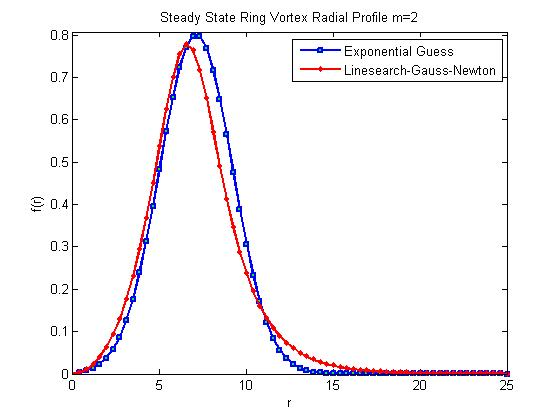 Steady State Ring Vortex Radial Profile m=2
Exponential Guess
Linesearch-Gauss-Newton
f(r)
0.8
0.7
0.6
0.5
0.4
0.3
0.2
0.1
0
0 5 10 15 20 25
r